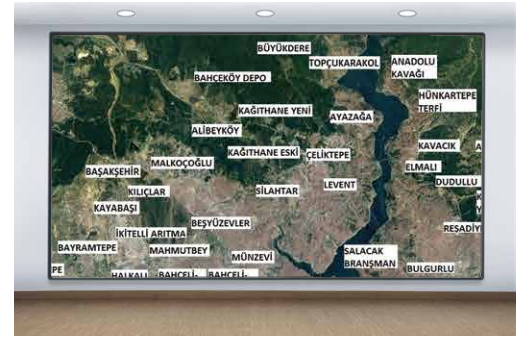 BÜYÜKDERE
TOPÇUKARAKOL
ANADOLU
KAVAĞI
BAHÇEKÖY DEPO
HÜNKARTEPE
TERFİ
KAĞITHANE YENİ
AYAZAĞA
ALİBEYKÖY
KAVACIK
A
KAĞITHANE ESKİ
ÇELİKTEPE
MALKOÇOĞLU
ELMALI
BAŞAKŞEHİR
DUDULLU
KILIÇLAR
SİLAHTAR
LEVENT
KAYABAŞI
BEŞYÜZEVLER
REŞADİY
İKİTELLİ ARITMA
BAYRAMTEPE
MAHMUTBEY
MÜNZEVİ
SALACAK
BRANŞMAN
PE
HALKALI
BAHÇELİ-
BAHÇELİ-
BULGURLU